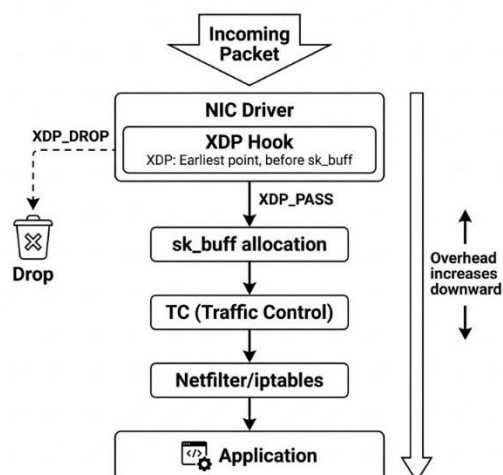 Incoming
Packet
NIC Driver
XDP_DROP
XDP Hook
XDP: Earliest point, before sk_buff
XDP_PASS
Drop
sk_buff allocation
Overhead
increases
downward
TC (Traffic Control)
Netfilter/iptables
</> Application